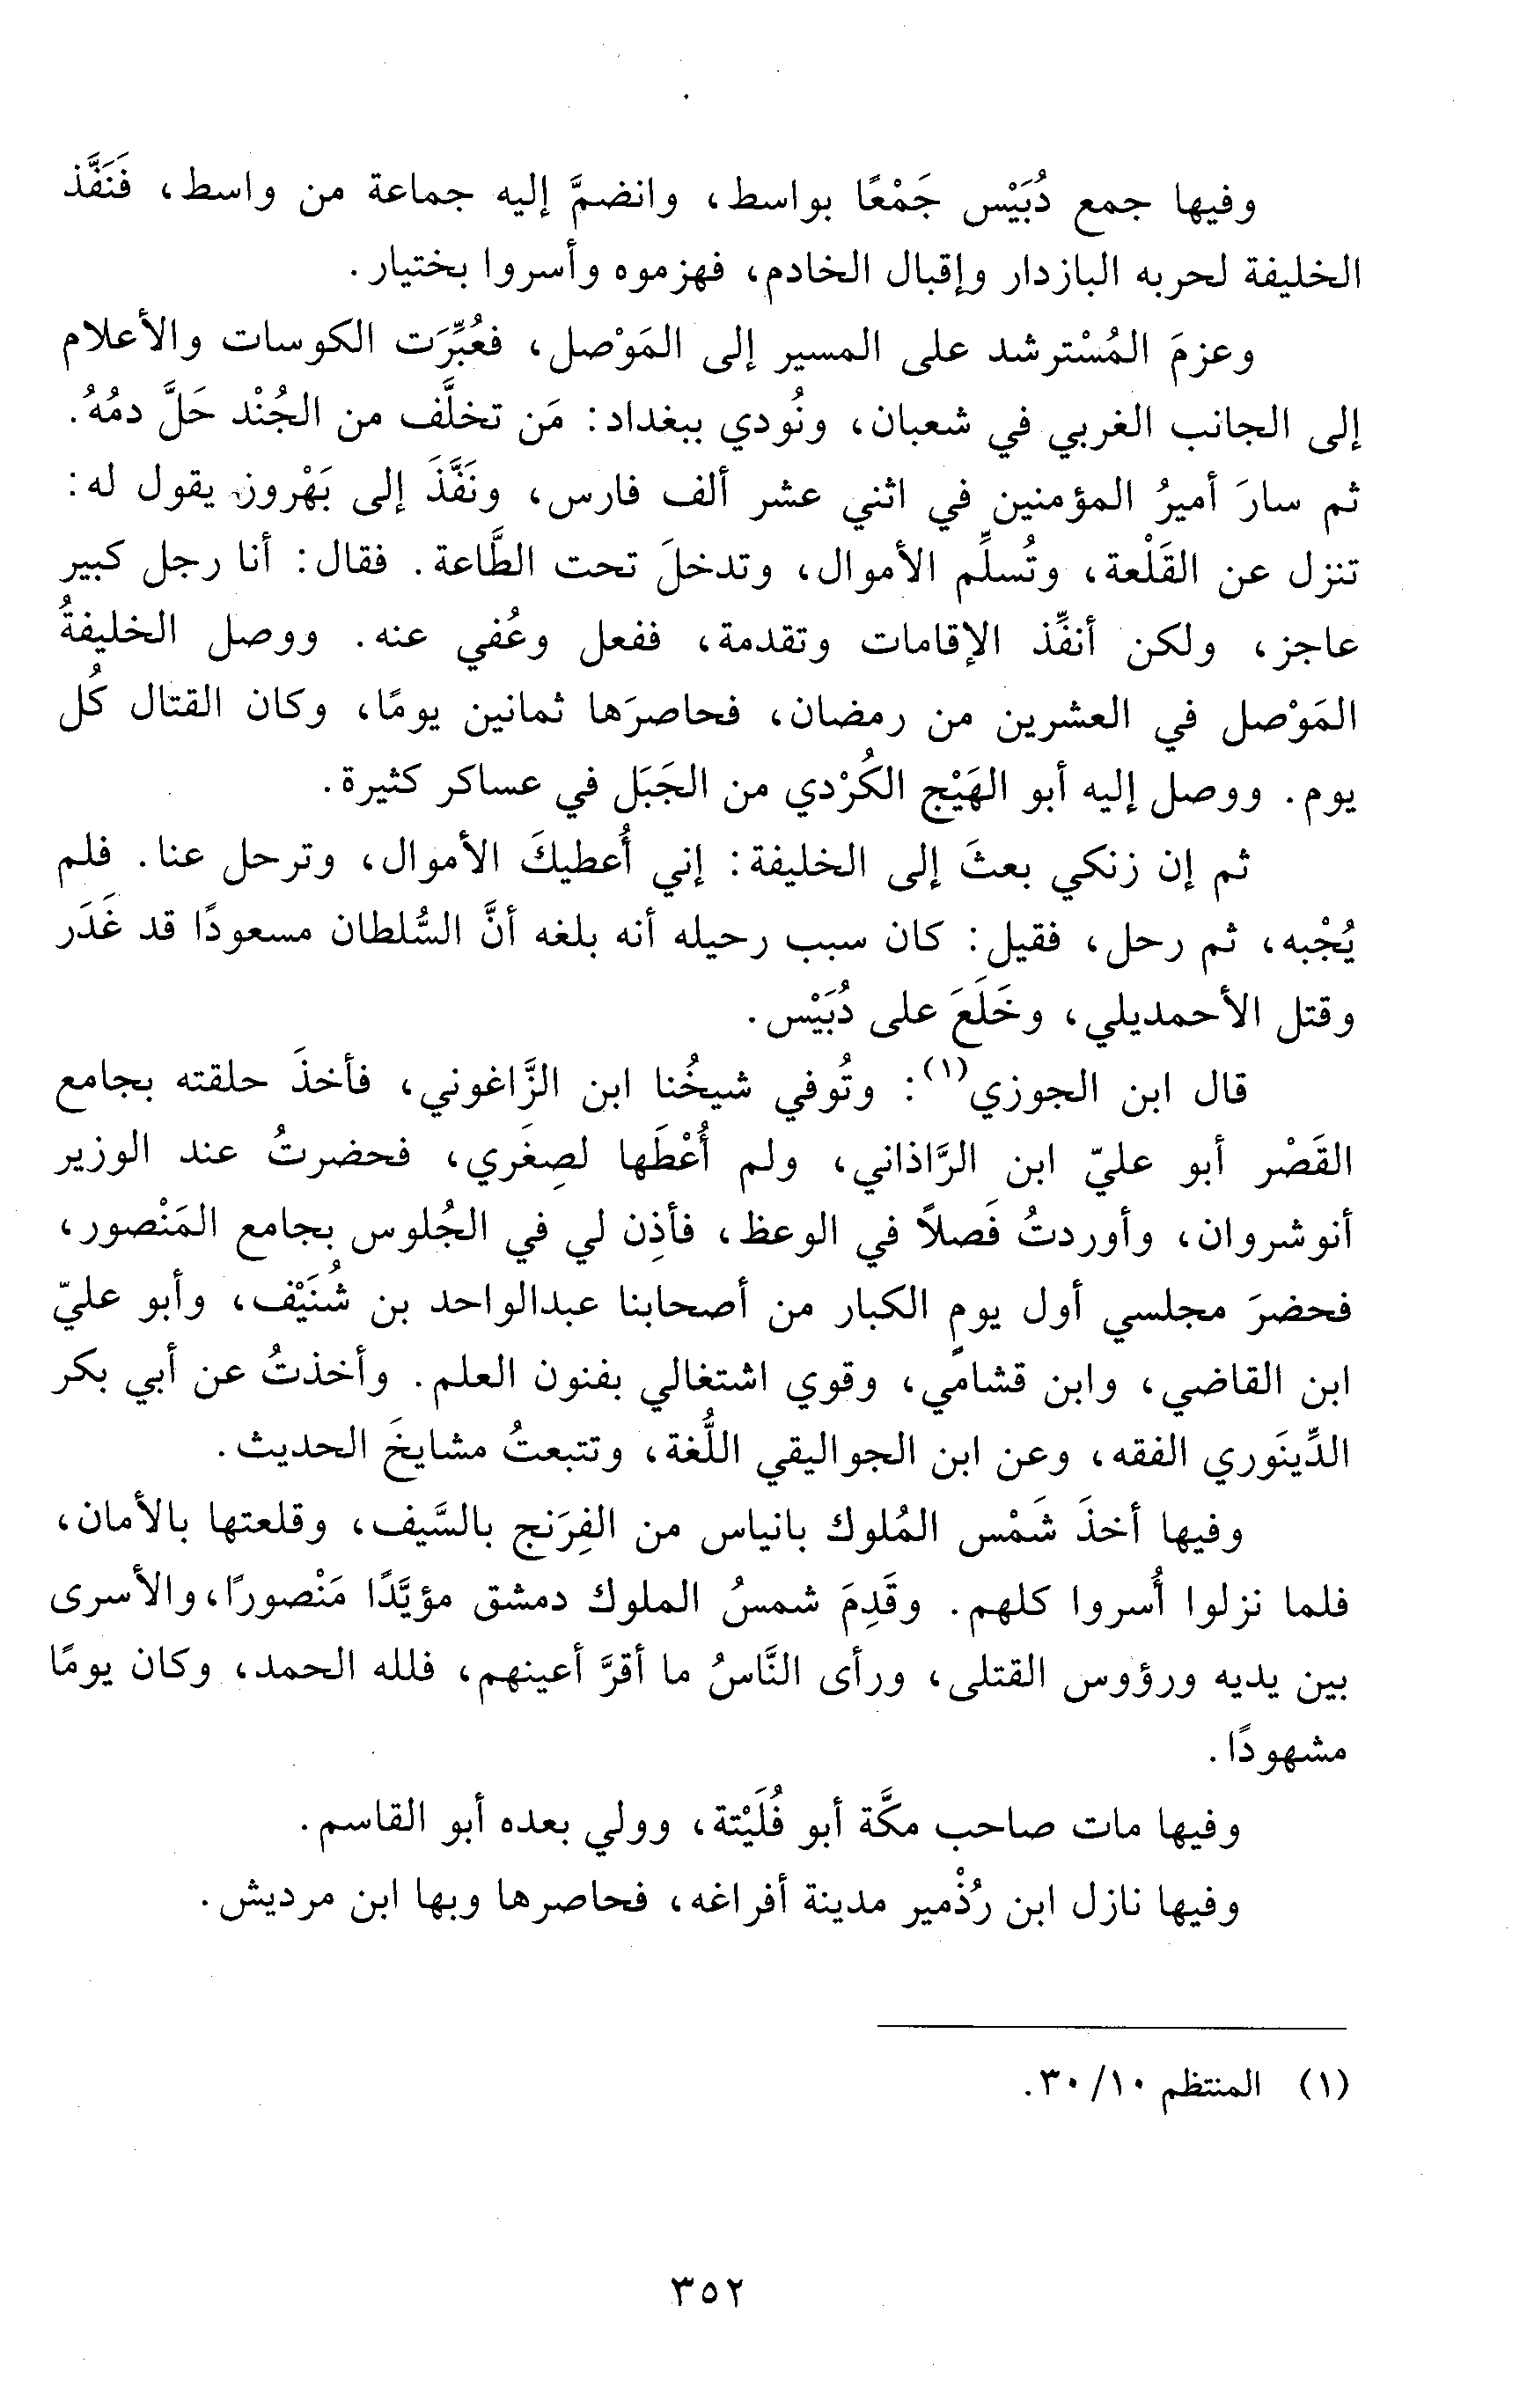 وفيها جمع دُبَيْس جَمْعًا بواسط، وانضمَّ إليه جماعة من واسط، فَنَفَّذ
الخليفة لحربه البازدار وإقبال الخادم، فهزموه وأسروا بختيار.
وعزمَ المُسْترشد على المسير إلى المَوْصل، فعُبِّرَت الكوسات والأعلام
إلى الجانب الغربي في شعبان، ونُودي ببغداد: مَن تخلَّف من الجُنْد حَلَّ دمُهُ.
ثم سارَ أميرُ المؤمنين في اثني عشر ألف فارس، ونَفَّذَ إلى بَهْروز يقول له:
تنزل عن القَلْعة، وتُسلِّم الأموال، وتدخلَ تحت الطَّاعة. فقال: أنا رجل كبير
عاجز، ولكن أنفِّذ الإقامات وتقدمة، ففعل وعُفي عنه. ووصل الخليفةُ
المَوْصل في العشرين من رمضان، فحاصرَها ثمانين يومًا، وكان القتال كُل
يوم. ووصل إليه أبو الهَيْج الكُرْدي من الجَبَل في عساكر كثيرة.
ثم إن زنكي بعثَ إلى الخليفة: إني أُعطيكَ الأموال، وترحل عنا. فلم
يُجْبه، ثم رحل، فقيل: كان سبب رحيله أنه بلغه أنَّ السُّلطان مسعودًا قد غَدَر
وقتل الأحمديلي، وخَلَعَ على دُبَيْس.
قال ابن الجوزي(١): وتُوفي شيخُنا ابن الزَّاغوني، فأخذَ حلقته بجامع
القَصْر أبو عليّ ابن الرَّاذاني، ولم أُعْطَها لصِغَري، فحضرتُ عند الوزير
أنوشروان، وأوردتُ فَصلاً في الوعظ، فأذِن لي في الجُلوس بجامع المَنْصور،
فحضرَ مجلسي أول يومٍ الكبار من أصحابنا عبدالواحد بن شُنَيْف، وأبو عليّ
ابن القاضي، وابن قشامي، وقوي اشتغالي بفنون العلم. وأخذتُ عن أبي بكر
الدِّينَوري الفقه، وعن ابن الجواليقي اللُّغة، وتتبعتُ مشايخَ الحديث.
وفيها أخذَ شَمْس المُلوك بانياس من الفِرَنج بالسَّيف، وقلعتها بالأمان،
فلما نزلوا أُسروا كلهم. وقَدِمَ شمسُ الملوك دمشق مؤيَّدًا مَنْصورًا، والأسرى
بين يديه ورؤوس القتلى، ورأى النَّاسُ ما أقرَّ أعينهم، فلله الحمد، وكان يومًا
مشهودًا.
وفيها مات صاحب مكَّة أبو فُلَيْتة، وولي بعده أبو القاسم.
وفيها نازل ابن رُذْمير مدينة أفراغه، فحاصرها وبها ابن مرديش.
(١) المنتظم ١٠/ ٣٠.
٣٥٢